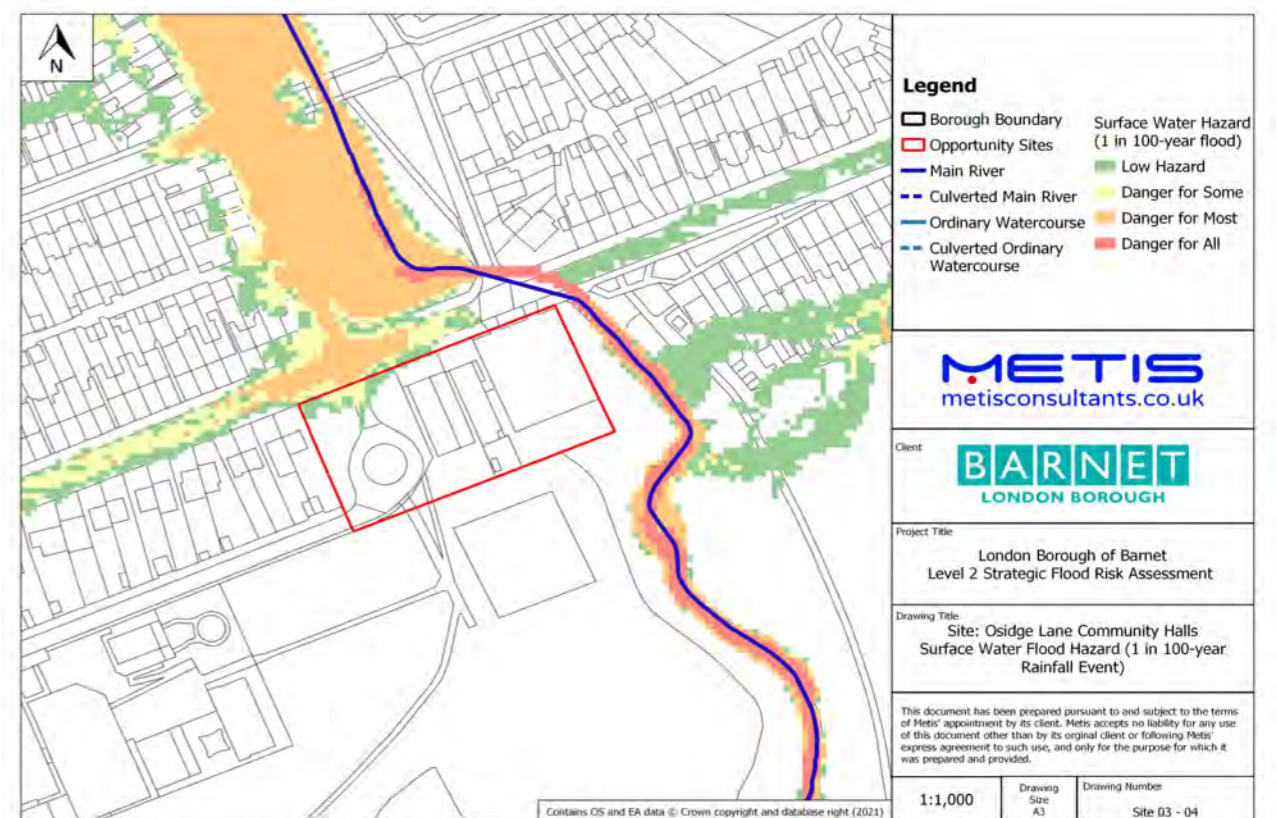 N
Legend
Borough Boundary
Opportunity Sites
Main River
Culverted Main River
Ordinary Watercourse
Culverted Ordinary
Watercourse
Surface Water Hazard
(1 in 100-year flood)
Low Hazard
Danger for Some
Danger for Most
Danger for All
METIS
metisconsultants.co.uk
Client
BARNET
LONDON BOROUGH
Project Title
London Borough of Barnet
Level 2 Strategic Flood Risk Assessment
Drawing Title
Site: Osidge Lane Community Halls
Surface Water Flood Hazard (1 in 100-year
Rainfall Event)
This document has been prepared pursuant to and subject to the terms
of Metis' appointment by its client. Metis accepts no liability for any use
of this document other than by its orginal client or following Metis'
express agreement to such use, and only for the purpose for which it
was prepared and provided.
1:1,000
Drawing
Size
A3
Drawing Number
Site 03 - 04
Contains OS and EA data © Crown copyright and database right (2021)